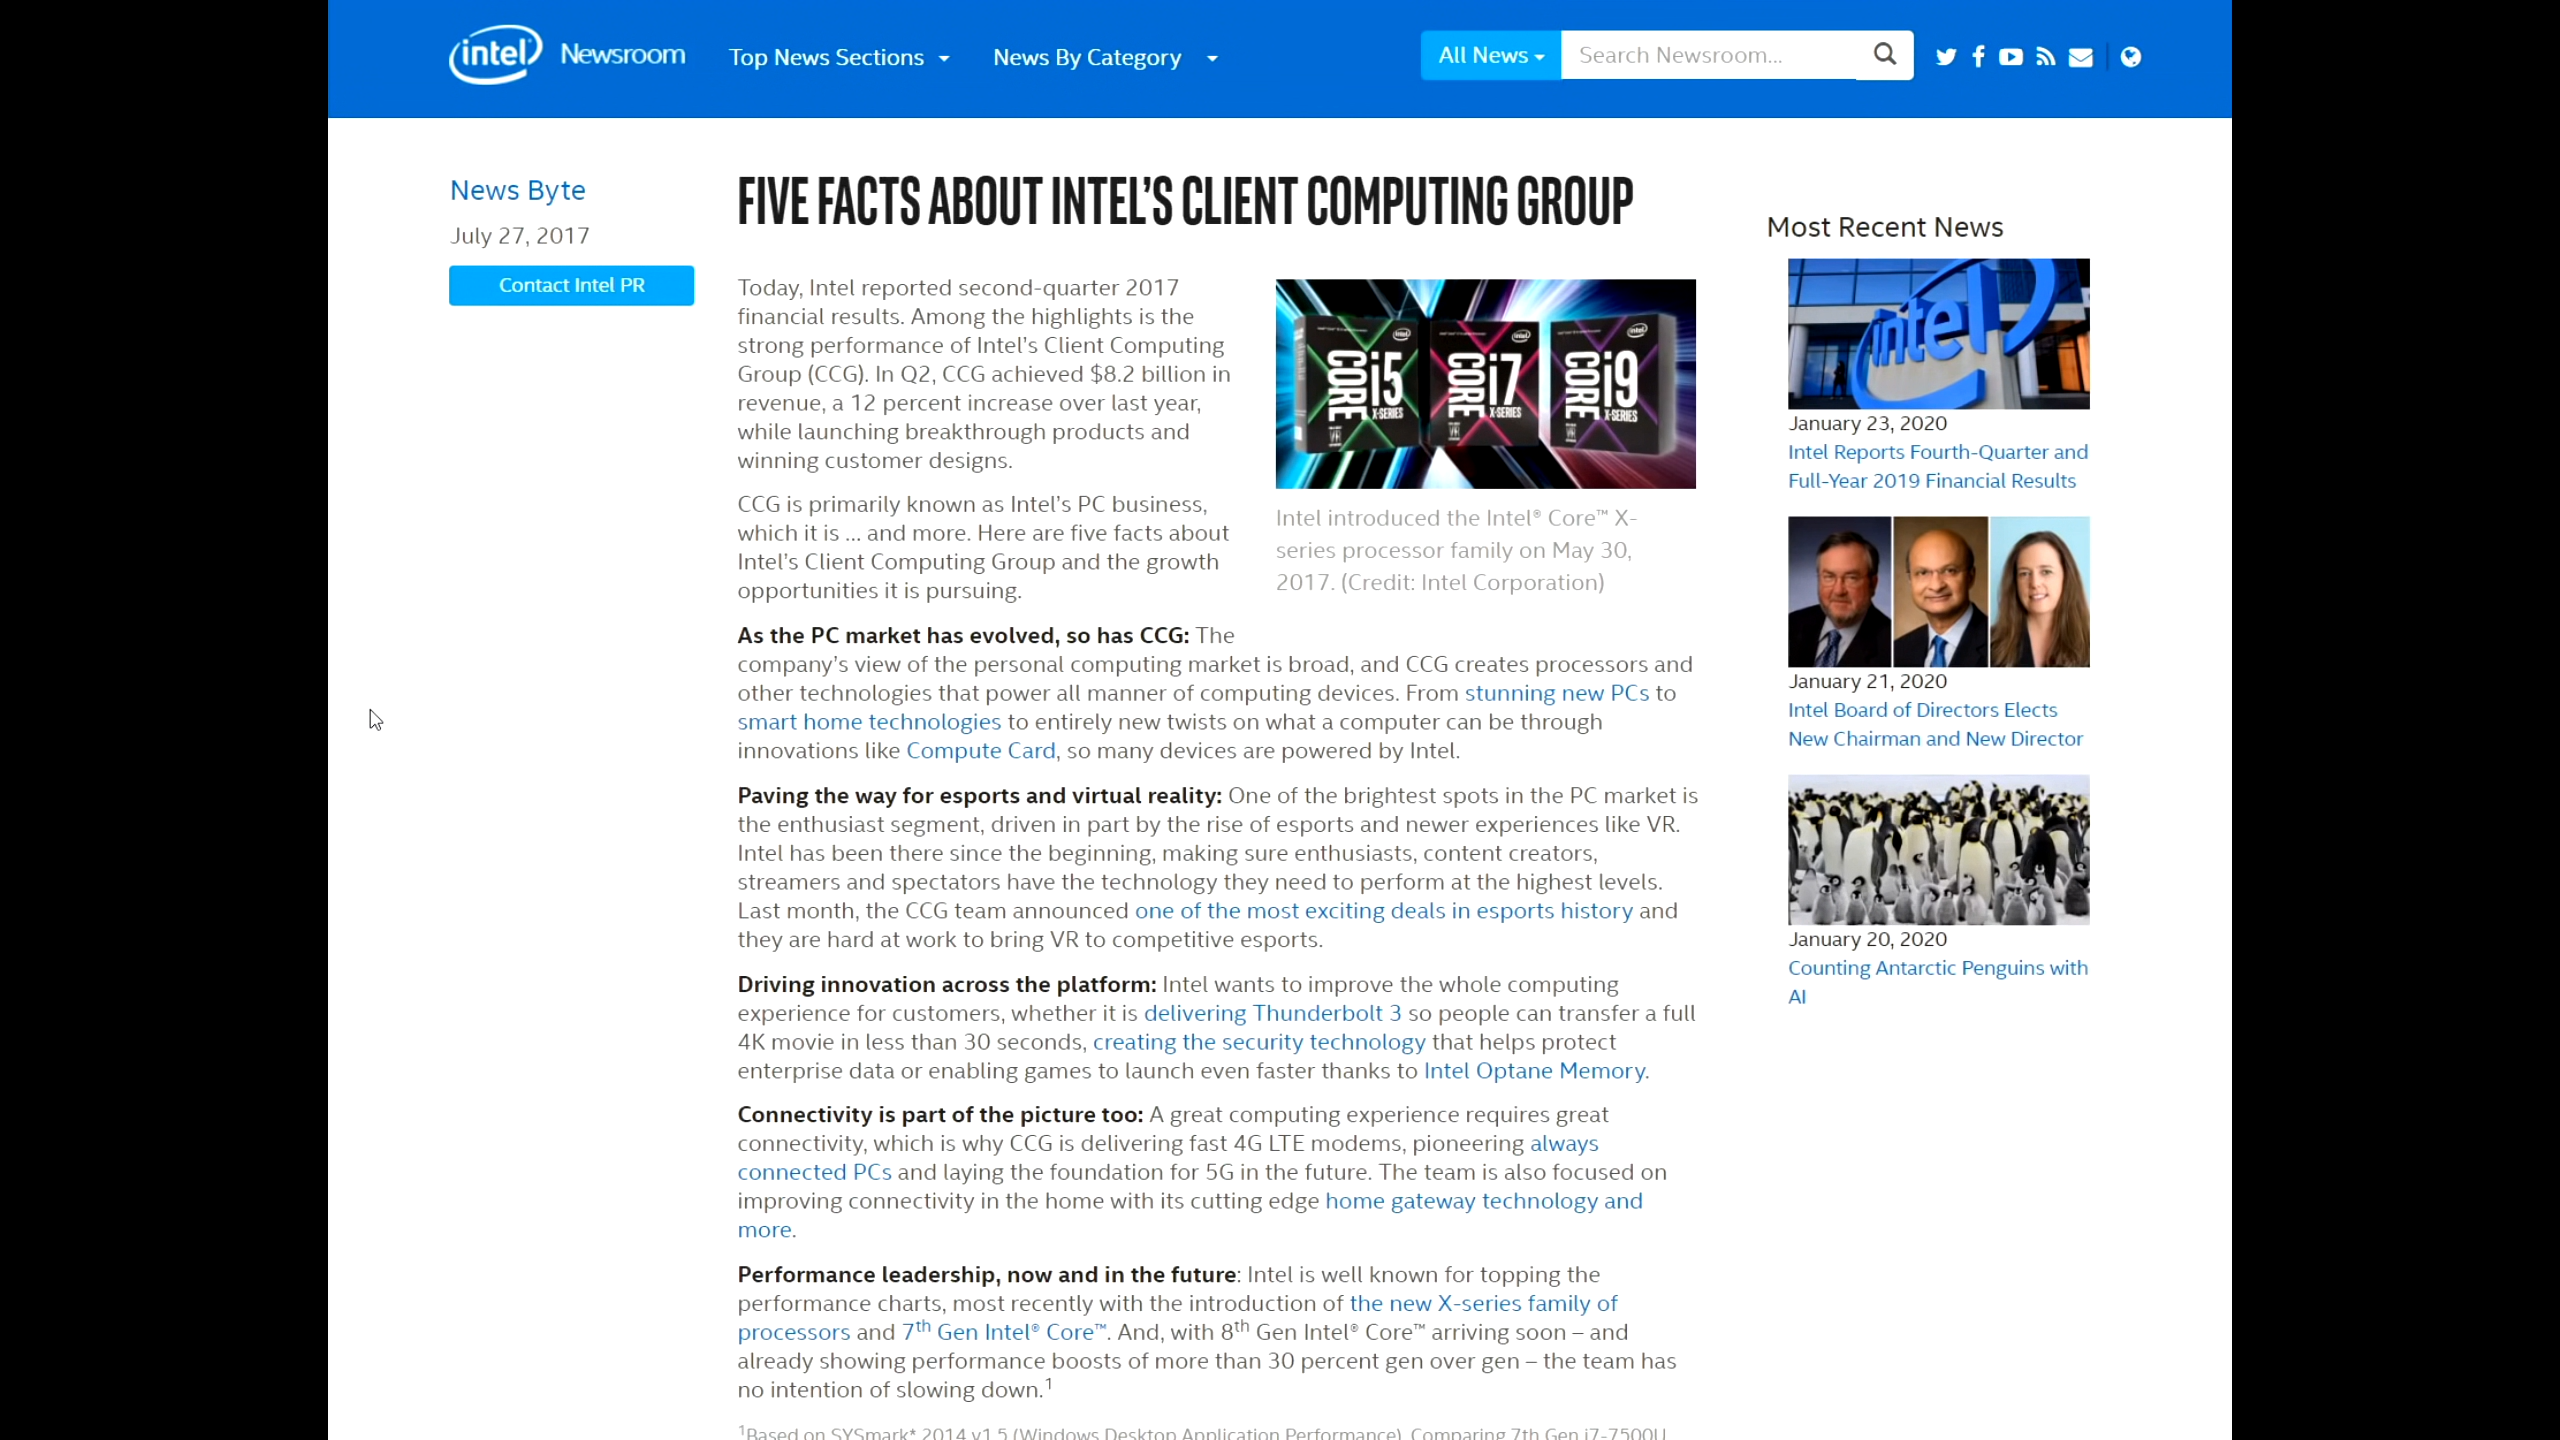 intel Newsroom
Top News Sections
News By Category
All News
Search Newsroom...
News Byte
July 27, 2017
Contact Intel PR
FIVE FACTS ABOUT INTEL'S CLIENT COMPUTING GROUP
Today, Intel reported second-quarter 2017
financial results. Among the highlights is the
strong performance of Intel's Client Computing
Group (CCG). In Q2, CCG achieved $8.2 billion in
revenue, a 12 percent increase over last year,
while launching breakthrough products and
winning customer designs.
CCG is primarily known as Intel's PC business,
which it is ... and more. Here are five facts about
Intel's Client Computing Group and the growth
opportunities it is pursuing.
intel
CORE i5
X-SERIES
VR
intel
CORE i7
X-SERIES
VR
intel
CORE i9
X-SERIES
VR
Intel introduced the Intel® Core™ X-
series processor family on May 30,
2017. (Credit: Intel Corporation)
As the PC market has evolved, so has CCG: The
company's view of the personal computing market is broad, and CCG creates processors and
other technologies that power all manner of computing devices. From stunning new PCs to
smart home technologies to entirely new twists on what a computer can be through
innovations like Compute Card, so many devices are powered by Intel.
Paving the way for esports and virtual reality: One of the brightest spots in the PC market is
the enthusiast segment, driven in part by the rise of esports and newer experiences like VR.
Intel has been there since the beginning, making sure enthusiasts, content creators,
streamers and spectators have the technology they need to perform at the highest levels.
Last month, the CCG team announced one of the most exciting deals in esports history and
they are hard at work to bring VR to competitive esports.
Driving innovation across the platform: Intel wants to improve the whole computing
experience for customers, whether it is delivering Thunderbolt 3 so people can transfer a full
4K movie in less than 30 seconds, creating the security technology that helps protect
enterprise data or enabling games to launch even faster thanks to Intel Optane Memory.
Connectivity is part of the picture too: A great computing experience requires great
connectivity, which is why CCG is delivering fast 4G LTE modems, pioneering always
connected PCs and laying the foundation for 5G in the future. The team is also focused on
improving connectivity in the home with its cutting edge home gateway technology and
more.
Performance leadership, now and in the future: Intel is well known for topping the
performance charts, most recently with the introduction of the new X-series family of
processors and 7th Gen Intel® Core™. And, with 8th Gen Intel® Core™ arriving soon – and
already showing performance boosts of more than 30 percent gen over gen – the team has
no intention of slowing down.1
1Based on SYSmark* 2014 v1.5 (Windows Desktop Application Performance). Comparing 7th Gen i7-7500U
Most Recent News
intel
January 23, 2020
Intel Reports Fourth-Quarter and
Full-Year 2019 Financial Results
January 21, 2020
Intel Board of Directors Elects
New Chairman and New Director
January 20, 2020
Counting Antarctic Penguins with
AI